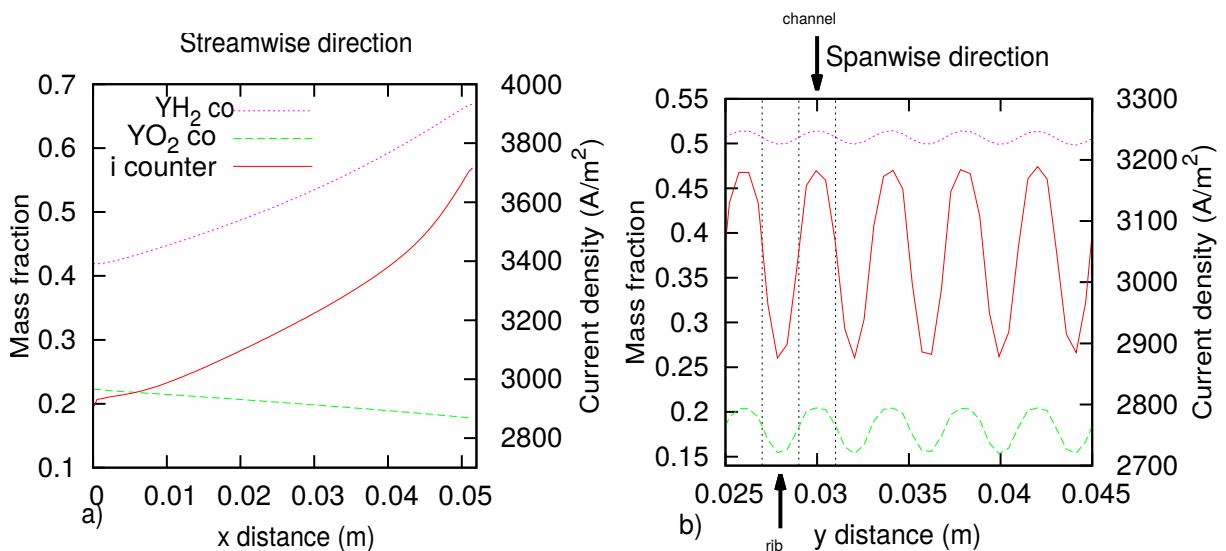 Streamwise direction
0.7
0.6
0.5
0.4
0.3
0.2
0.1
Mass fraction
YH2 co
YO2 co
i counter
4000
3800
3600
3400
3200
3000
2800
Current density (A/m2)
0
0.01
0.02
0.03
0.04
0.05
a)
x distance (m)
channel
Spanwise direction
0.55
0.5
0.45
0.4
0.35
0.3
0.25
0.2
0.15
Mass fraction
3300
3200
3100
3000
2900
2800
2700
Current density (A/m2)
0.025
0.03
0.035
0.04
0.045
b)
rib
y distance (m)